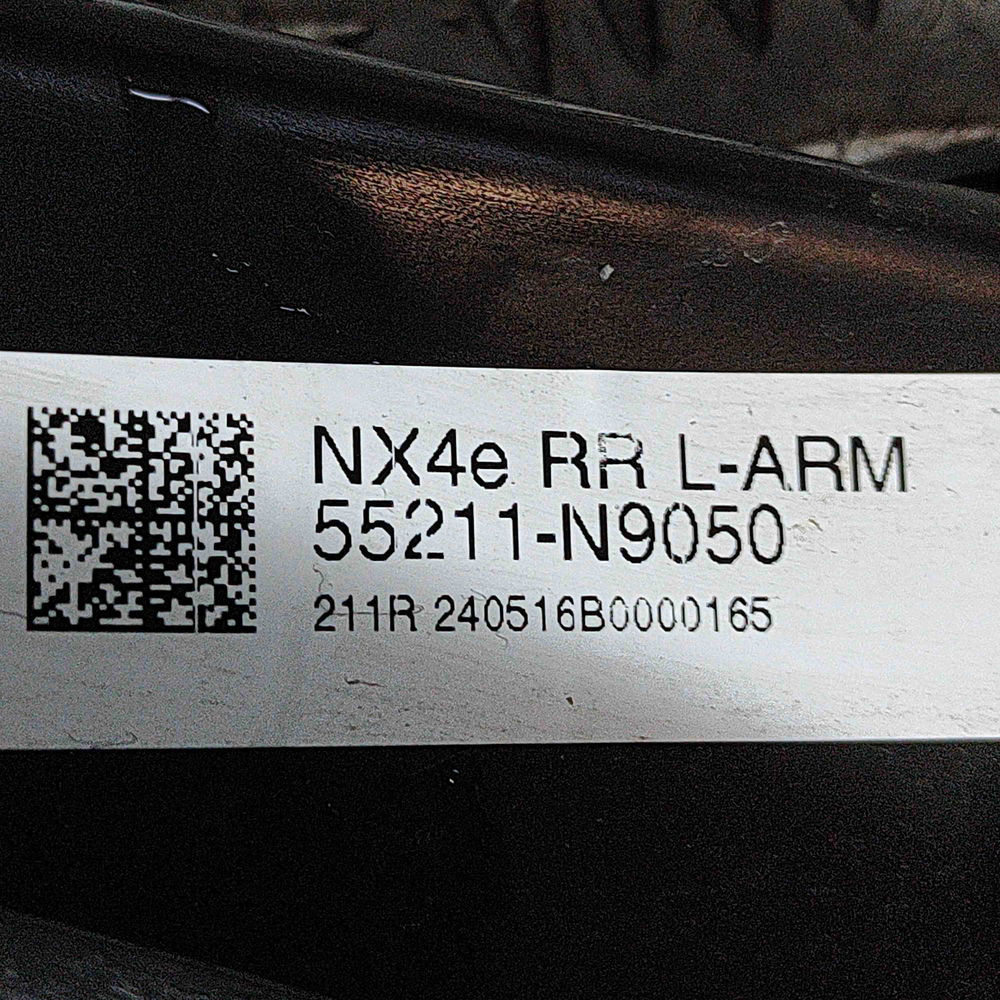 NX4e RR L-ARM
55211-N9050
211R 240516B0000165